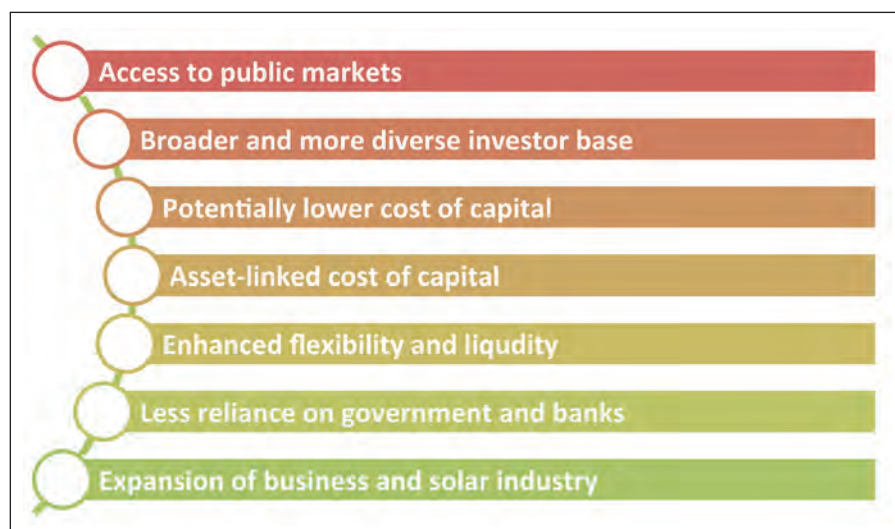 Access to public markets
Broader and more diverse investor base
Potentially lower cost of capital
Asset-linked cost of capital
Enhanced flexibility and liqudity
Less reliance on government and banks
Expansion of business and solar industry